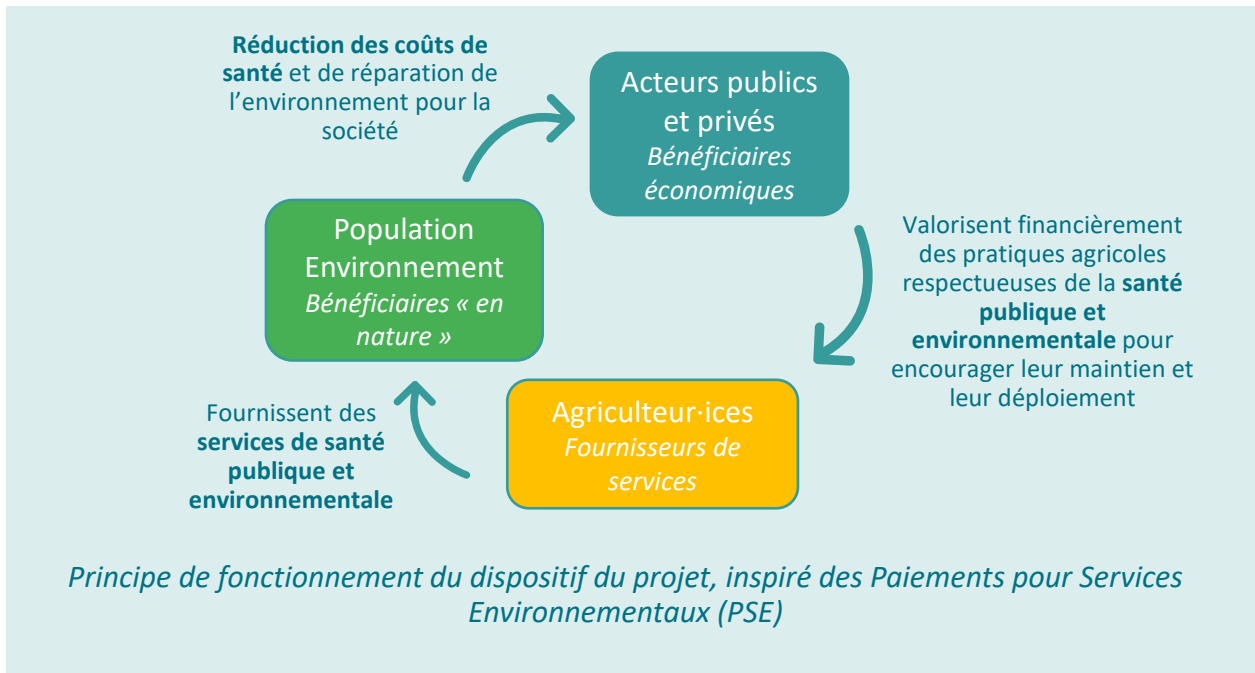 Réduction des coûts de
santé et de réparation de
l’environnement pour la
société
Acteurs publics
et privés
Bénéficiaires
économiques
Population
Environnement
Bénéficiaires « en
nature »
Valorisent financièrement
des pratiques agricoles
respectueuses de la santé
publique et
environnementale pour
encourager leur maintien et
leur déploiement
Agriculteur·ices
Fournisseurs de
services
Fournissent des
services de santé
publique et
environnementale
Principe de fonctionnement du dispositif du projet, inspiré des Paiements pour Services
Environnementaux (PSE)